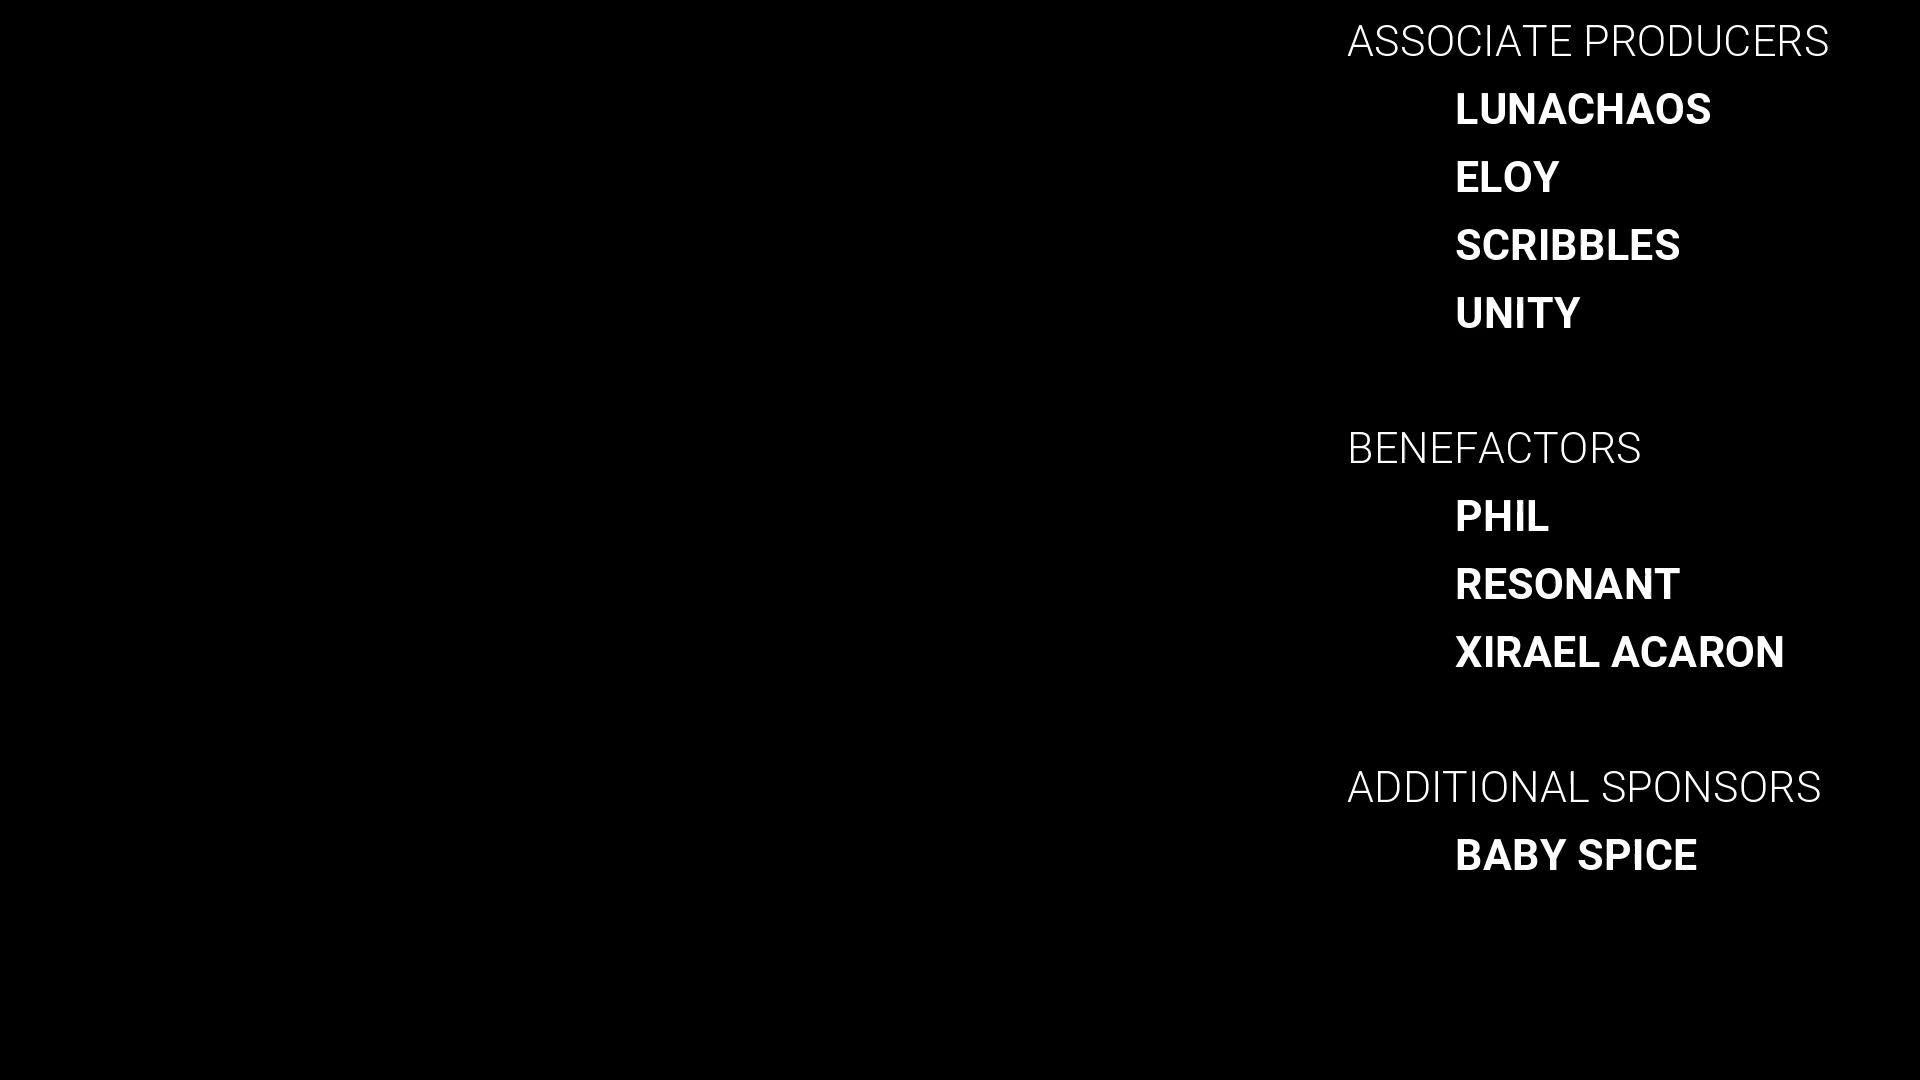 ASSOCIATE PRODUCERS
LUNACHAOS
ELOY
SCRIBBLES
UNITY
BENEFACTORS
PHIL
RESONANT
XIRAEL ACARON
ADDITIONAL SPONSORS
BABY SPICE